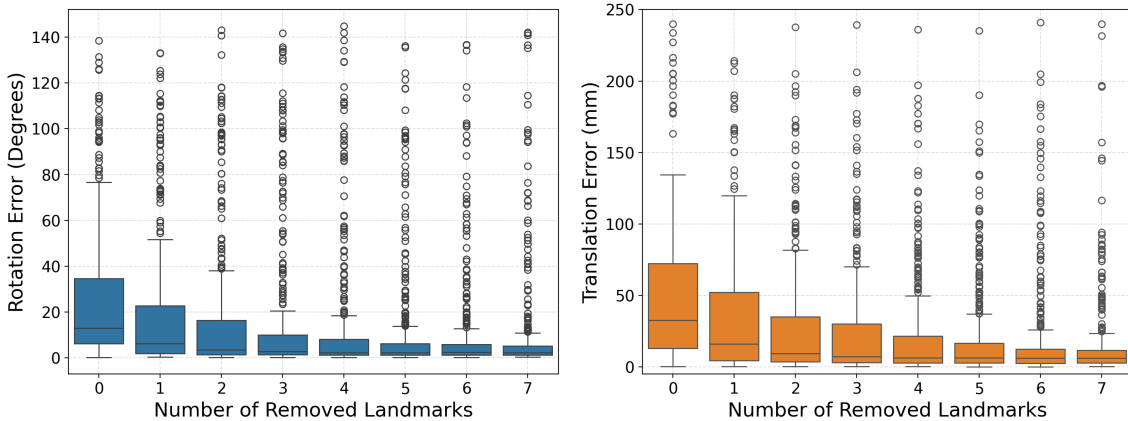 Rotation Error (Degrees)
140
120
100
80
60
40
20
0
0 1 2 3 4 5 6 7
Number of Removed Landmarks
Translation Error (mm)
250
200
150
100
50
0
0 1 2 3 4 5 6 7
Number of Removed Landmarks